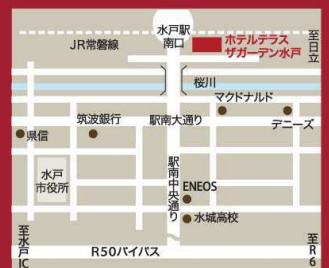 水戸駅
南口
ホテルテラス
ザガーデン水戸
至日立
JR常磐線
桜川
マクドナルド
筑波銀行
駅南大通り
デニーズ
県信
水戸
市役所
駅南中央通り
ENEOS
水城高校
至水戸IC
R50バイパス
至R6